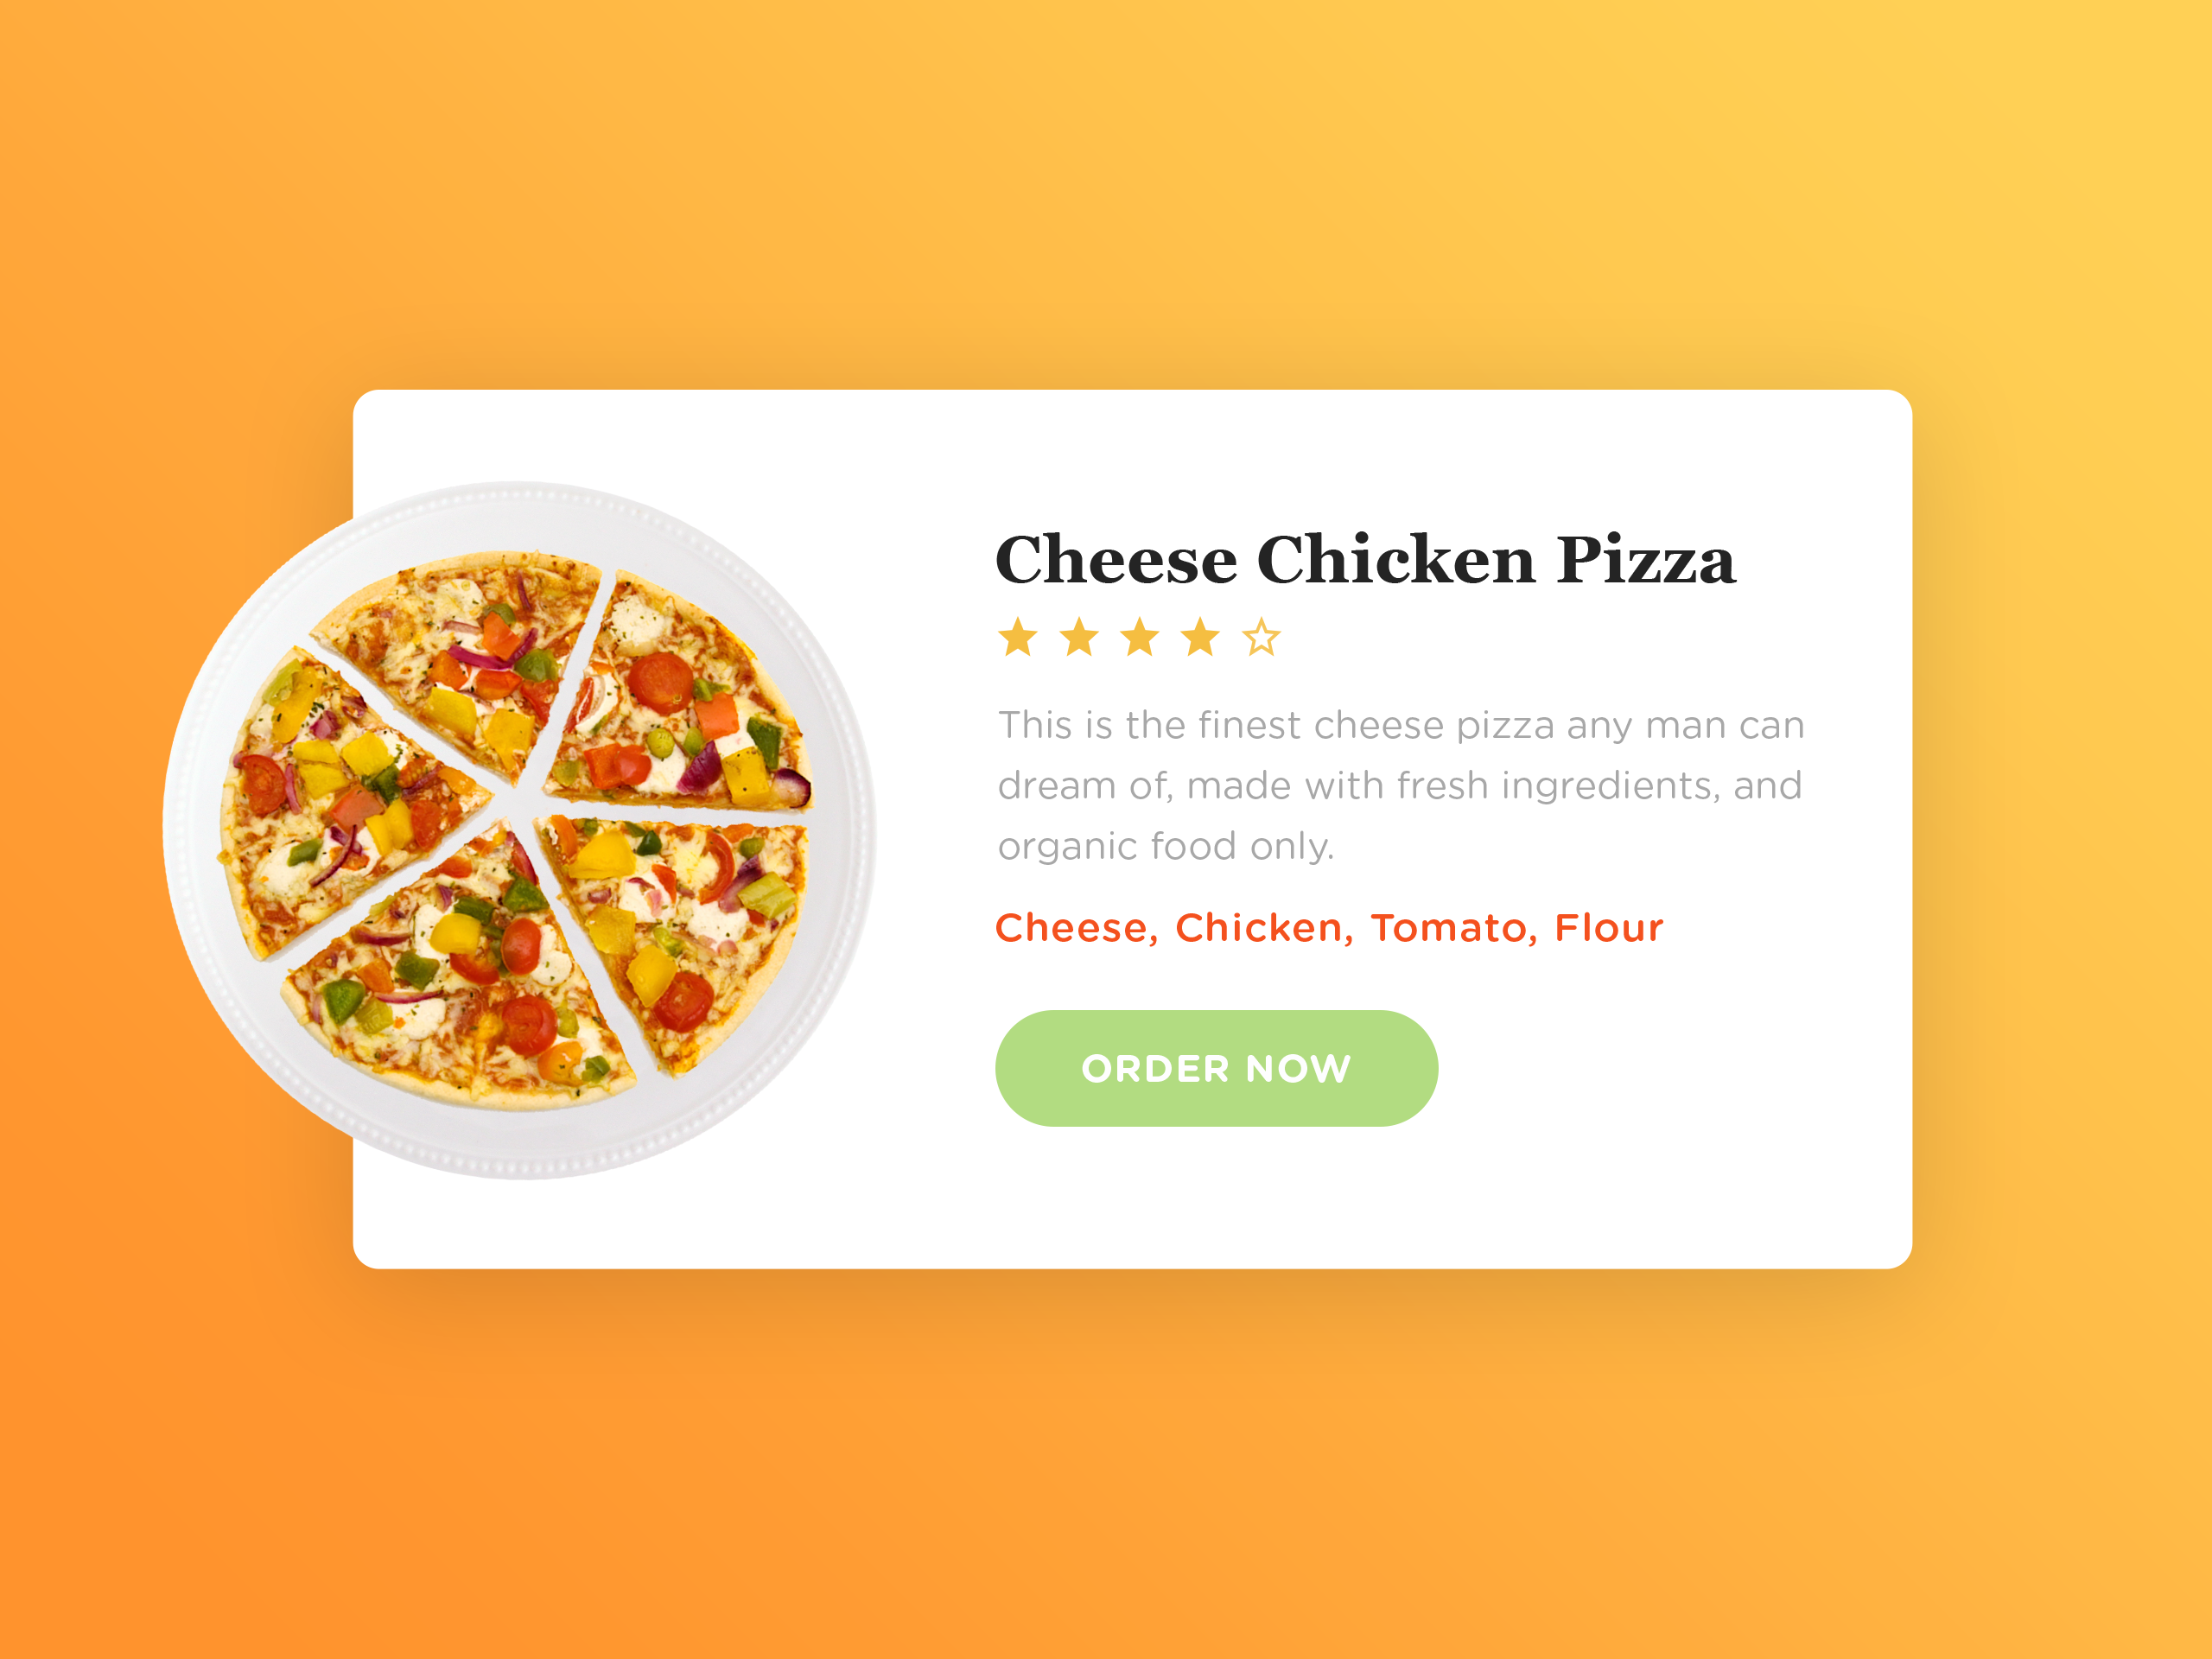 Cheese Chicken Pizza
This is the finest cheese pizza any man can
dream of, made with fresh ingredients, and
organic food only.
Cheese, Chicken, Tomato, Flour
ORDER NOW